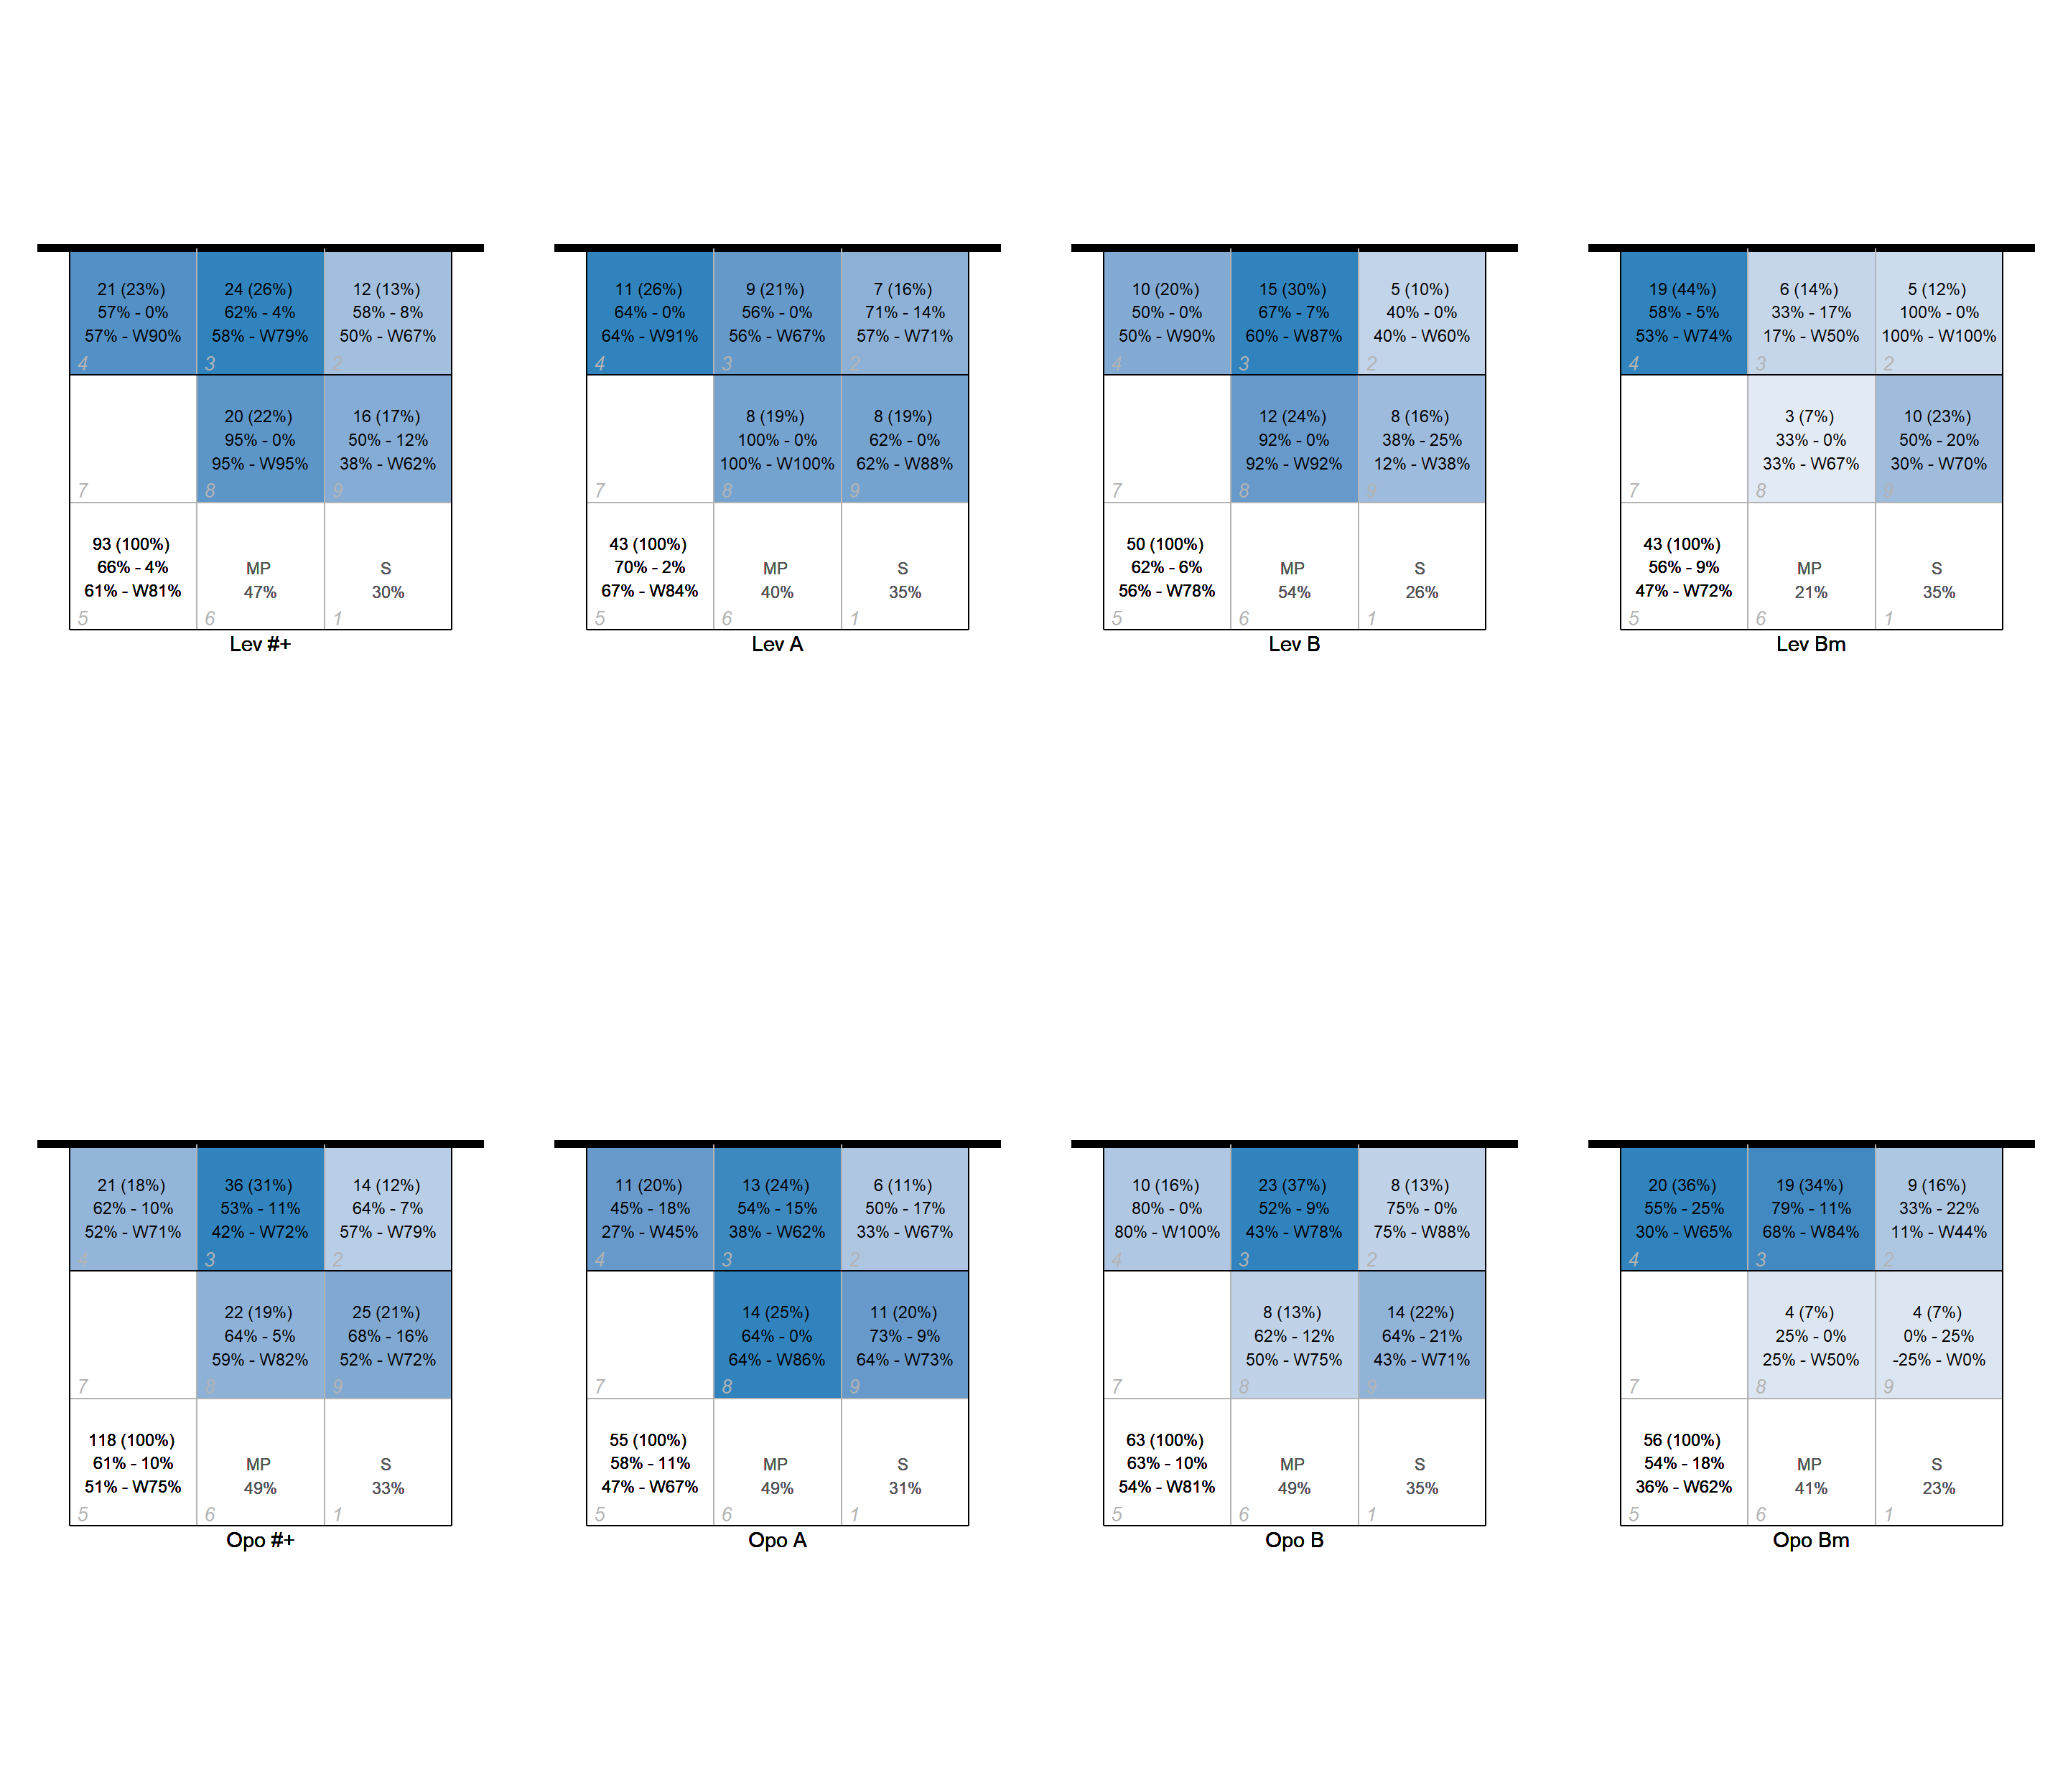 21 (23%)
57% - 0%
57% - W90%
4
24 (26%)
62% - 4%
58% - W79%
3
12 (13%)
58% - 8%
50% - W67%
2
7
20 (22%)
95% - 0%
95% - W95%
8
16 (17%)
50% - 12%
38% - W62%
9
93 (100%)
66% - 4%
61% - W81%
5
MP
47%
6
S
30%
1
Lev #+
11 (26%)
64% - 0%
64% - W91%
4
9 (21%)
56% - 0%
56% - W67%
3
7 (16%)
71% - 14%
57% - W71%
2
7
8 (19%)
100% - 0%
100% - W100%
8
8 (19%)
62% - 0%
62% - W88%
9
43 (100%)
70% - 2%
67% - W84%
5
MP
40%
6
S
35%
1
Lev A
10 (20%)
50% - 0%
50% - W90%
4
15 (30%)
67% - 7%
60% - W87%
3
5 (10%)
40% - 0%
40% - W60%
2
7
12 (24%)
92% - 0%
92% - W92%
8
8 (16%)
38% - 25%
12% - W38%
9
50 (100%)
62% - 6%
56% - W78%
5
MP
54%
6
S
26%
1
Lev B
19 (44%)
58% - 5%
53% - W74%
4
6 (14%)
33% - 17%
17% - W50%
3
5 (12%)
100% - 0%
100% - W100%
2
7
3 (7%)
33% - 0%
33% - W67%
8
10 (23%)
50% - 20%
30% - W70%
9
43 (100%)
56% - 9%
47% - W72%
5
MP
21%
6
S
35%
1
Lev Bm
21 (18%)
62% - 10%
52% - W71%
4
36 (31%)
53% - 11%
42% - W72%
3
14 (12%)
64% - 7%
57% - W79%
2
7
22 (19%)
64% - 5%
59% - W82%
8
25 (21%)
68% - 16%
52% - W72%
9
118 (100%)
61% - 10%
51% - W75%
5
MP
49%
6
S
33%
1
Opo #+
11 (20%)
45% - 18%
27% - W45%
4
13 (24%)
54% - 15%
38% - W62%
3
6 (11%)
50% - 17%
33% - W67%
2
7
14 (25%)
64% - 0%
64% - W86%
8
11 (20%)
73% - 9%
64% - W73%
9
55 (100%)
58% - 11%
47% - W67%
5
MP
49%
6
S
31%
1
Opo A
10 (16%)
80% - 0%
80% - W100%
4
23 (37%)
52% - 9%
43% - W78%
3
8 (13%)
75% - 0%
75% - W88%
2
7
8 (13%)
62% - 12%
50% - W75%
8
14 (22%)
64% - 21%
43% - W71%
9
63 (100%)
63% - 10%
54% - W81%
5
MP
49%
6
S
35%
1
Opo B
20 (36%)
55% - 25%
30% - W65%
4
19 (34%)
79% - 11%
68% - W84%
3
9 (16%)
33% - 22%
11% - W44%
2
7
4 (7%)
25% - 0%
25% - W50%
8
4 (7%)
0% - 25%
-25% - W0%
9
56 (100%)
54% - 18%
36% - W62%
5
MP
41%
6
S
23%
1
Opo Bm